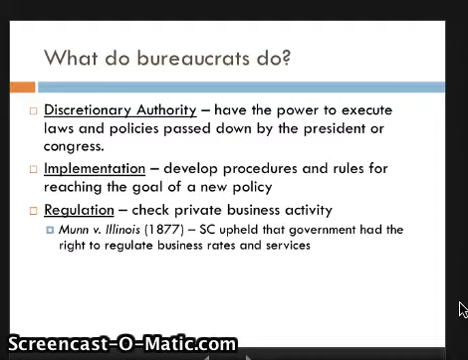 What do bureaucrats do?
Discretionary Authority – have the power to execute
laws and policies passed down by the president or
congress.
Implementation – develop procedures and rules for
reaching the goal of a new policy
Regulation – check private business activity
Munn v. Illinois (1877) – SC upheld that government had the
right to regulate business rates and services
Screencast-O-Matic.com